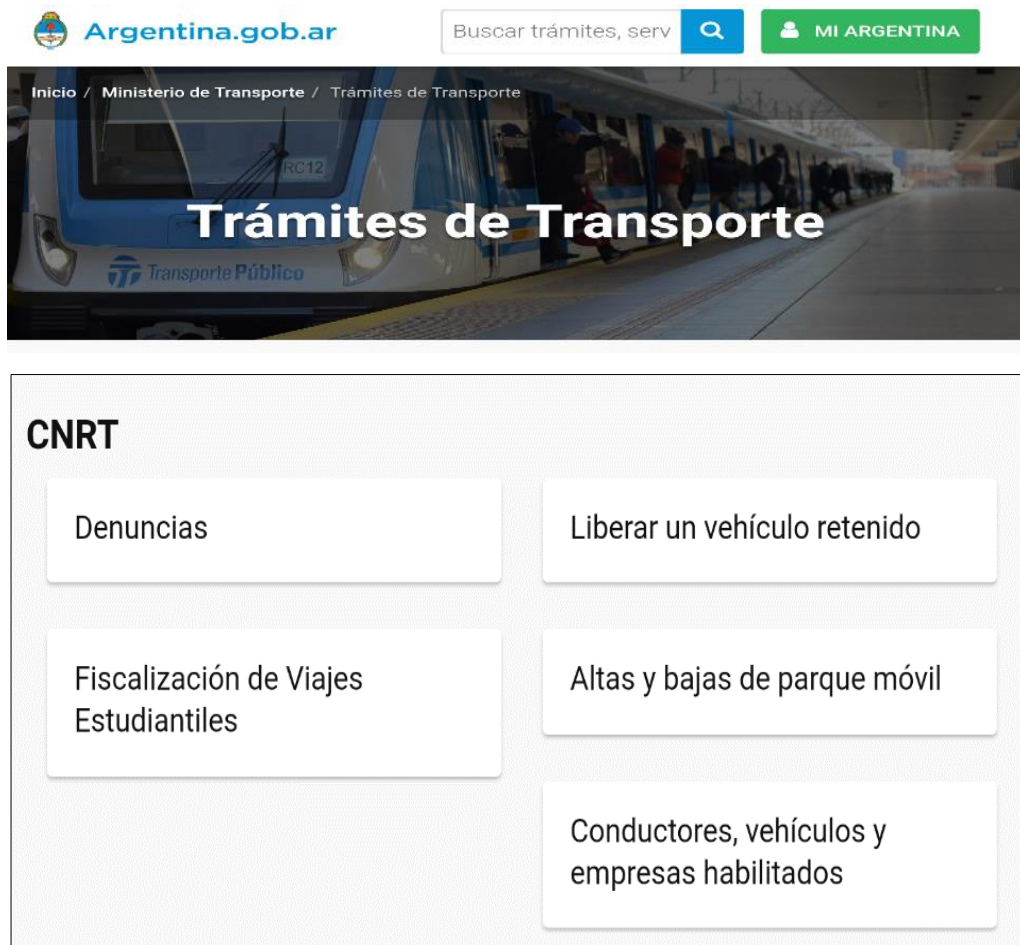 Argentina.gob.ar
Buscar trámites, serv
MI ARGENTINA
Inicio / Ministerio de Transporte / Trámites de Transporte
RC12
Trámites de Transporte
Transporte Público
CNRT
Denuncias
Liberar un vehículo retenido
Fiscalización de Viajes
Estudiantiles
Altas y bajas de parque móvil
Conductores, vehículos y
empresas habilitados